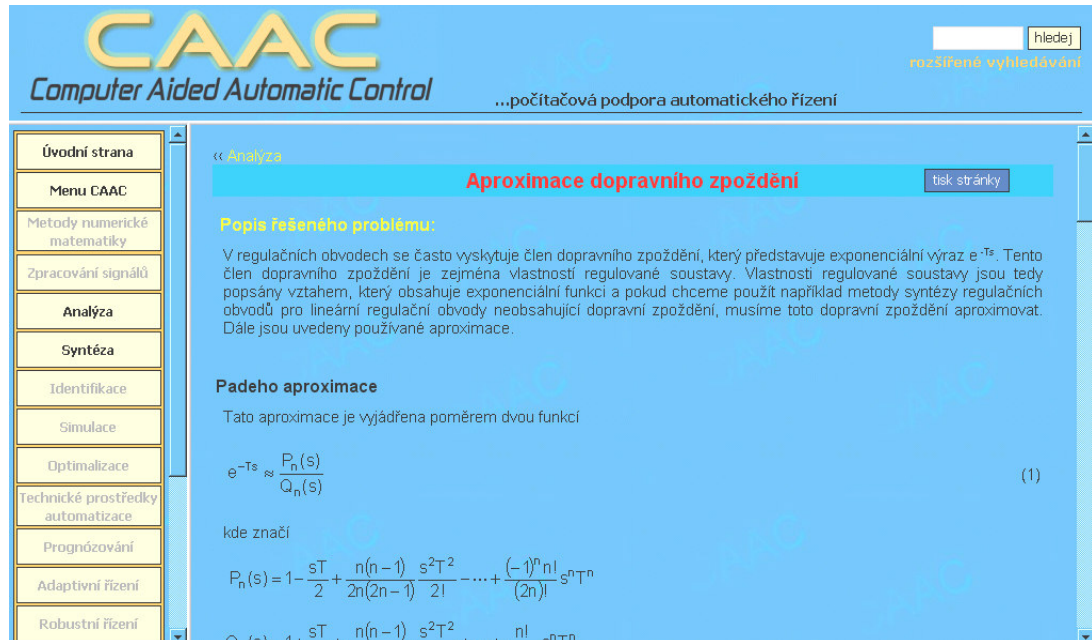 CAAC
Computer Aided Automatic Control
...počítačová podpora automatického řízení
hledej
rozšířené vyhledávání
Úvodní strana
Menu CAAC
Metody numerické
matematiky
Zpracování signálů
Analýza
Syntéza
Identifikace
Simulace
Optimalizace
Technické prostředky
automatizace
Prognózování
Adaptivní řízení
Robustní řízení
‹‹ Analýza
Aproximace dopravního zpoždění
tisk stránky
Popis řešeného problému:
V regulačních obvodech se často vyskytuje člen dopravního zpoždění, který představuje exponenciální výraz e^-Ts. Tento
člen dopravního zpoždění je zejména vlastností regulované soustavy. Vlastnosti regulované soustavy jsou tedy
popsány vztahem, který obsahuje exponenciální funkci a pokud chceme použít například metody syntézy regulačních
obvodů pro lineární regulační obvody neobsahující dopravní zpoždění, musíme toto dopravní zpoždění aproximovat.
Dále jsou uvedeny používané aproximace.
Padeho aproximace
Tato aproximace je vyjádřena poměrem dvou funkcí
e^-Ts ≈ P_n(s) / Q_n(s) (1)
kde značí
P_n(s) = 1 - sT/2 + n(n-1)/2n(2n-1) s^2T^2/2! - ··· + (-1)^n n!/(2n)! s^nT^n